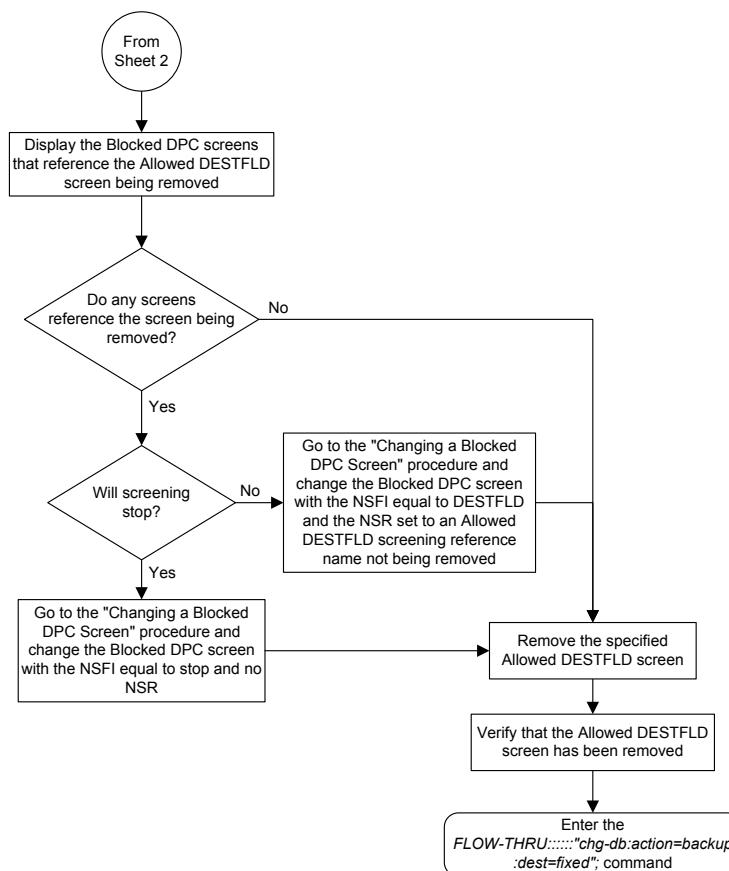 From
Sheet 2
Display the Blocked DPC screens
that reference the Allowed DESTFLD
screen being removed
Do any screens
reference the screen being
removed?
No
Yes
Will screening
stop?
No
Go to the "Changing a Blocked
DPC Screen" procedure and
change the Blocked DPC screen
with the NSFI equal to DESTFLD
and the NSR set to an Allowed
DESTFLD screening reference
name not being removed
Yes
Go to the "Changing a Blocked
DPC Screen" procedure and
change the Blocked DPC screen
with the NSFI equal to stop and no
NSR
Remove the specified
Allowed DESTFLD screen
Verify that the Allowed DESTFLD
screen has been removed
Enter the
FLOW-THRU::::::"chg-db:action=backup
:dest=fixed"; command